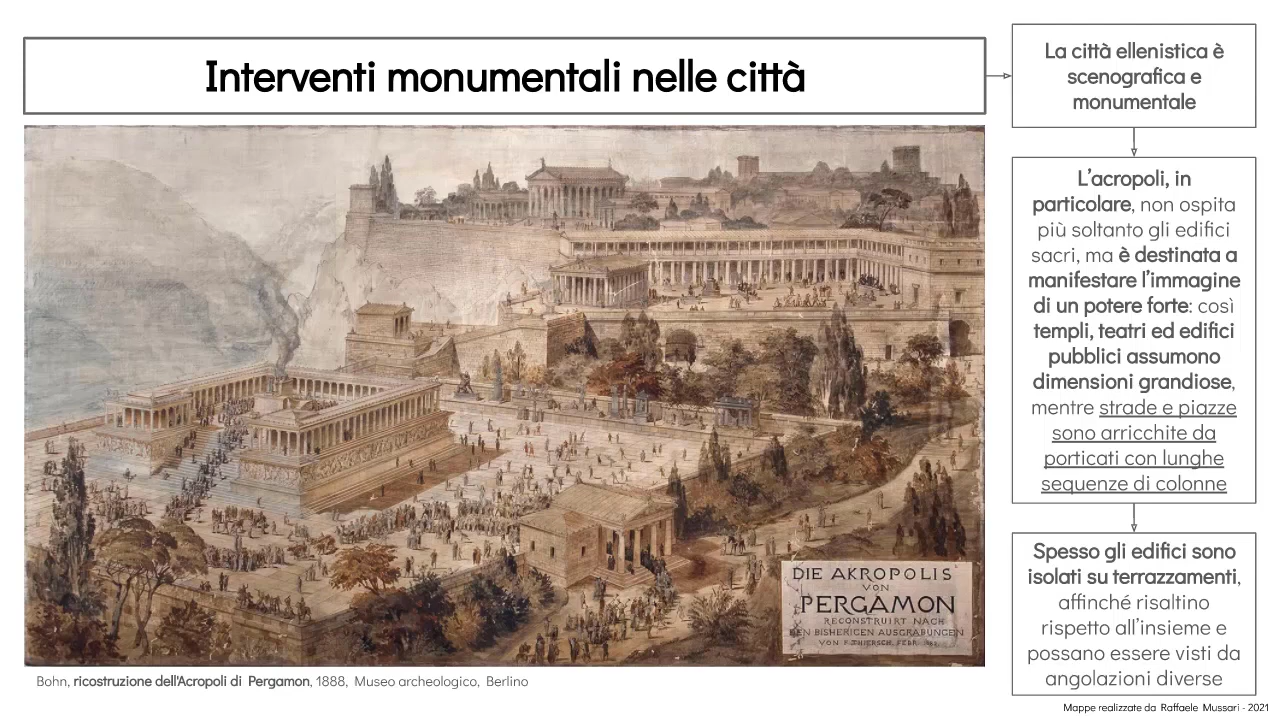 Interventi monumentali nelle città
La città ellenistica è
scenografica e
monumentale
L'acropoli, in
particolare, non ospita
più soltanto gli edifici
sacri, ma è destinata a
manifestare l'immagine
di un potere forte: così
templi, teatri ed edifici
pubblici assumono
dimensioni grandiose,
mentre strade e piazze
sono arricchite da
porticati con lunghe
sequenze di colonne
Spesso gli edifici sono
isolati su terrazzamenti,
affinché risaltino
rispetto all'insieme e
possano essere visti da
angolazioni diverse
DIE AKROPOLIS
VON
PERGAMON
RECONSTRUIRT NACH
DEN BISHERIGEN AUSGRABUNGEN
VON F. THIERSCH. FEBR.
Bohn, ricostruzione dell'Acropoli di Pergamon, 1888, Museo archeologico, Berlino
Mappe realizzate da Raffaele Mussari - 2021